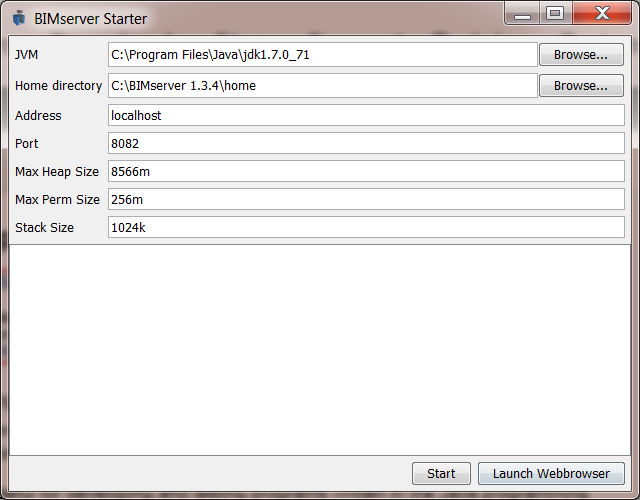 BIMserver Starter
JVM C:\Program Files\Java\jdk1.7.0_71 Browse...
Home directory C:\BIMserver 1.3.4\home Browse...
Address localhost
Port 8082
Max Heap Size 8566m
Max Perm Size 256m
Stack Size 1024k
Start Launch Webbrowser